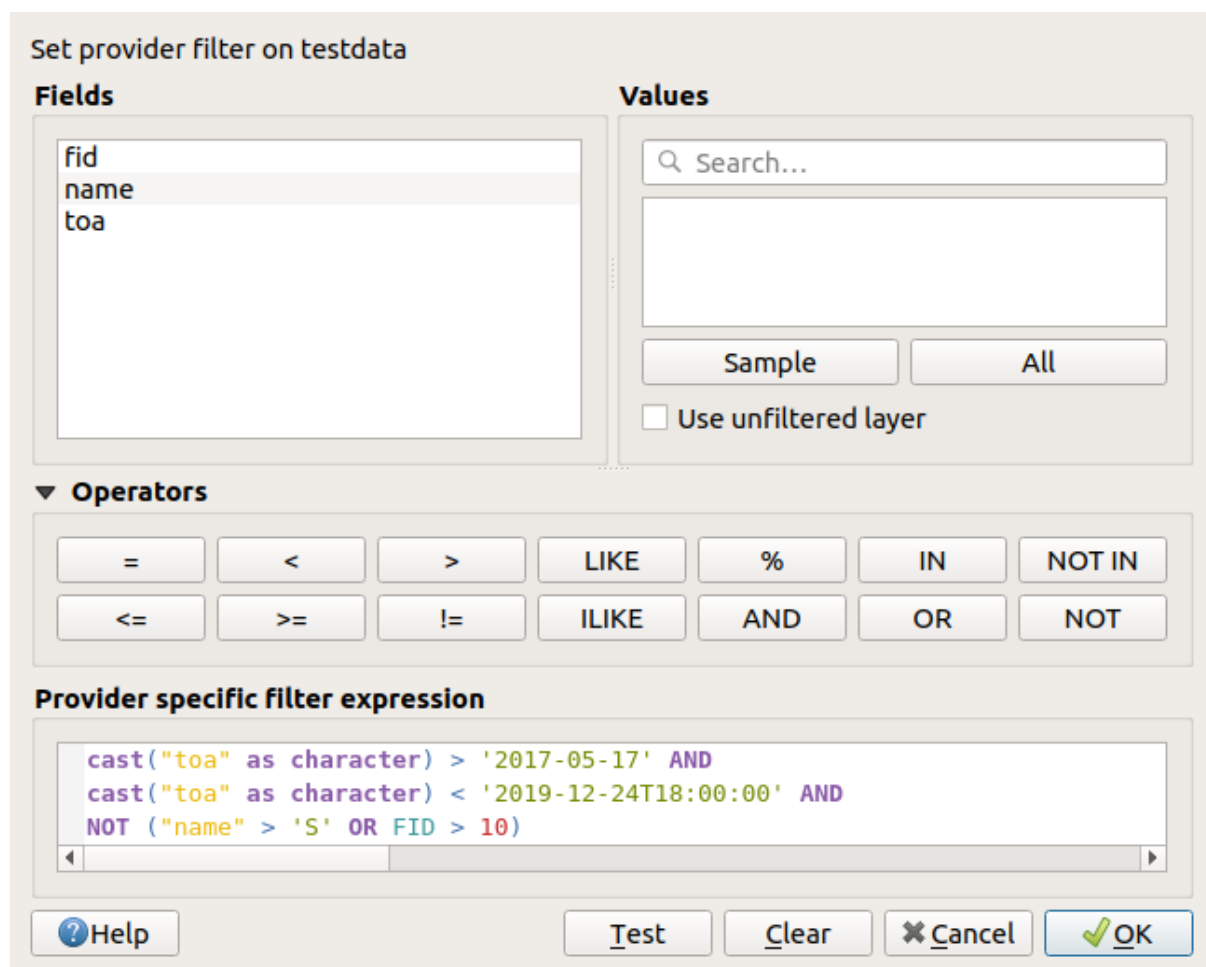 Set provider filter on testdata
Fields
Values
fid
name
toa
Search...
Sample
All
Use unfiltered layer
Operators
= < > LIKE % IN NOT IN
<= >= != ILIKE AND OR NOT
Provider specific filter expression
cast("toa" as character) > '2017-05-17' AND
cast("toa" as character) < '2019-12-24T18:00:00' AND
NOT ("name" > 'S' OR FID > 10)
Help Test Clear Cancel OK